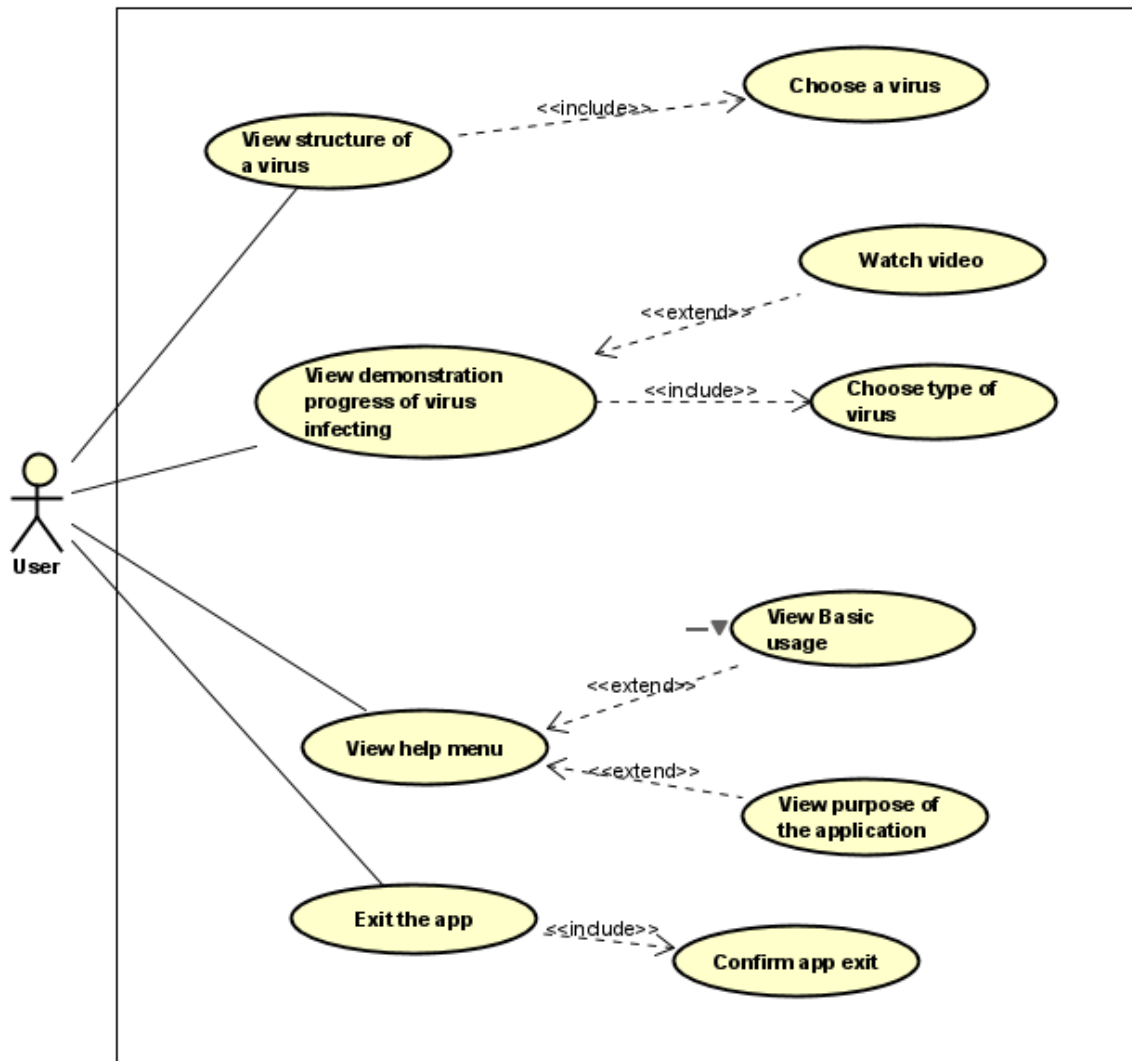 Choose a virus
<<include>>
View structure of
a virus
Watch video
<<extend>>
View demonstration
progress of virus
infecting
<<include>>
Choose type of
virus
User
View Basic
usage
<<extend>>
View help menu
<<extend>>
View purpose of
the application
Exit the app
<<include>>
Confirm app exit